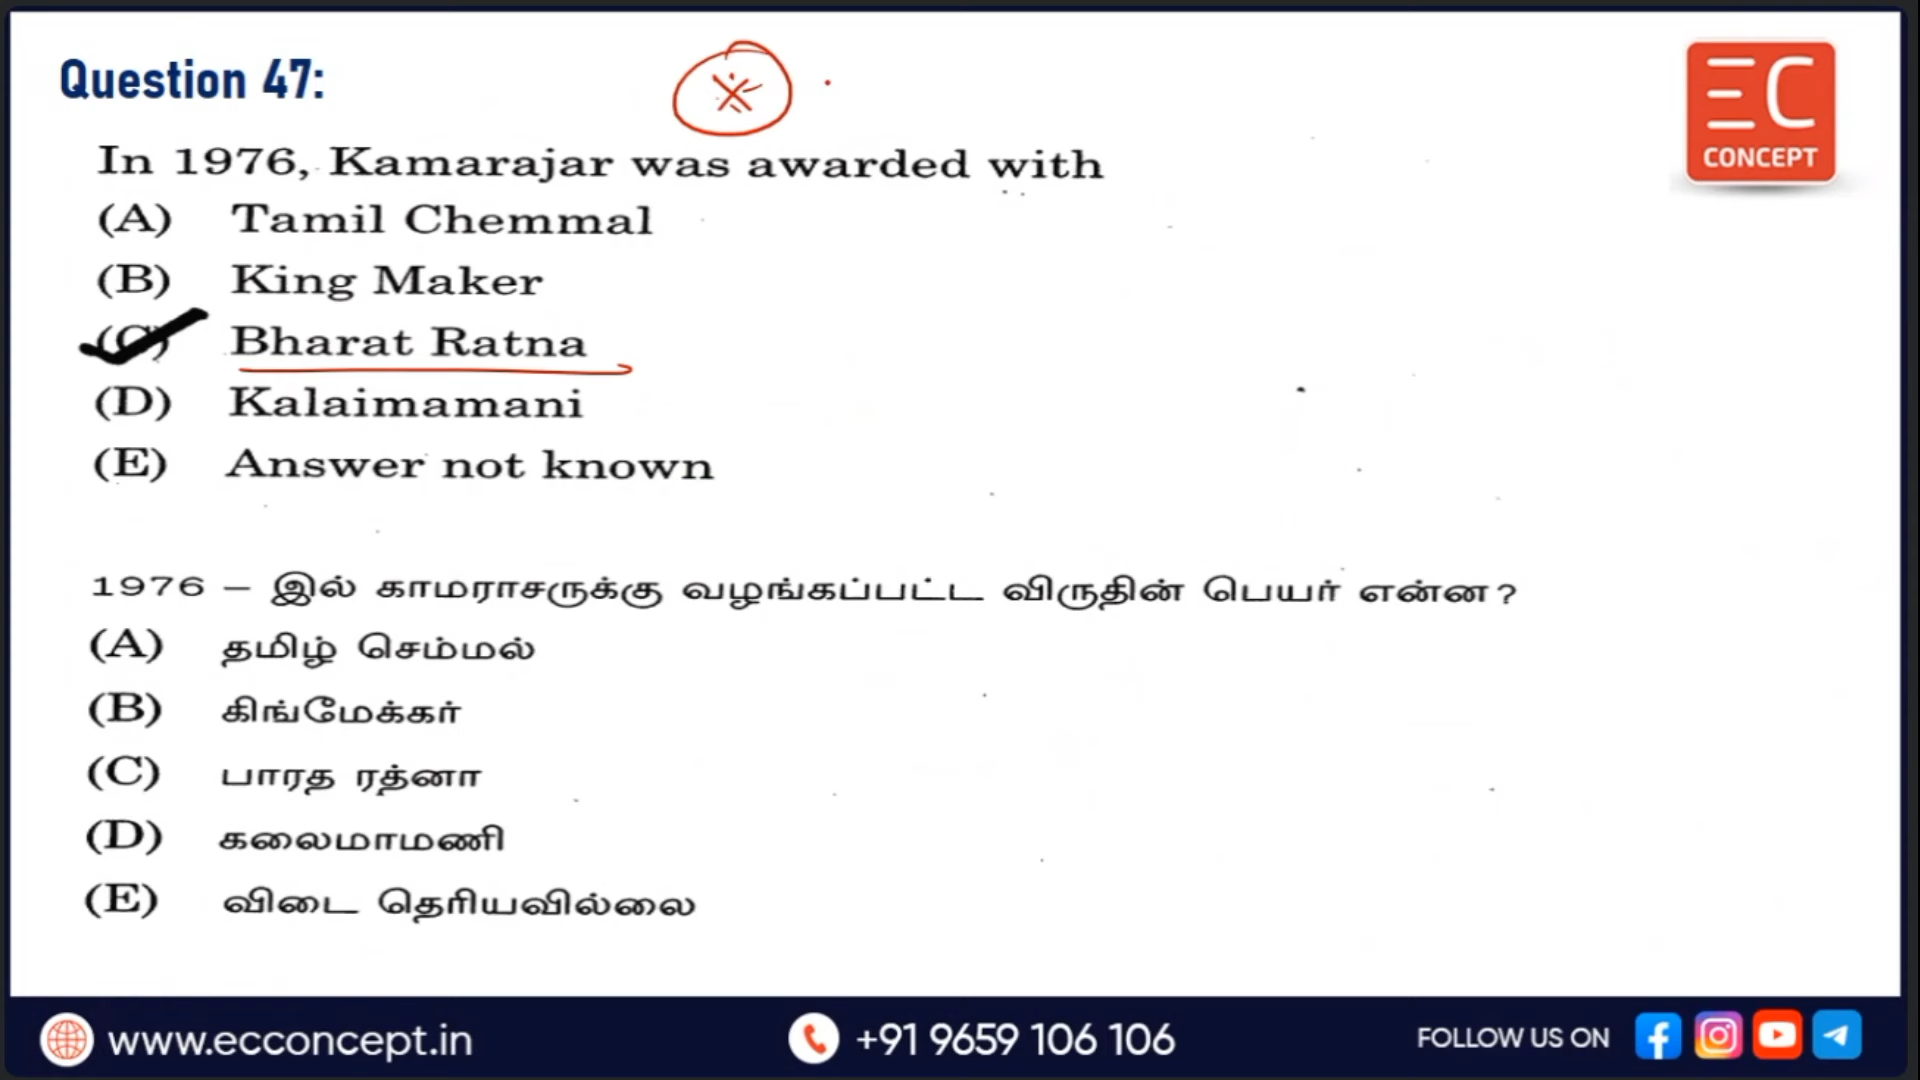 Question 47:
EC
CONCEPT
In 1976, Kamarajar was awarded with
(A) Tamil Chemmal
(B) King Maker
(C) Bharat Ratna
(D) Kalaimamani
(E) Answer not known
1976 – இல் காமராசருக்கு வழங்கப்பட்ட விருதின் பெயர் என்ன?
(A) தமிழ் செம்மல்
(B) கிங்மேக்கர்
(C) பாரத ரத்னா
(D) கலைமாமணி
(E) விடை தெரியவில்லை
www.ecconcept.in
+91 9659 106 106
FOLLOW US ON